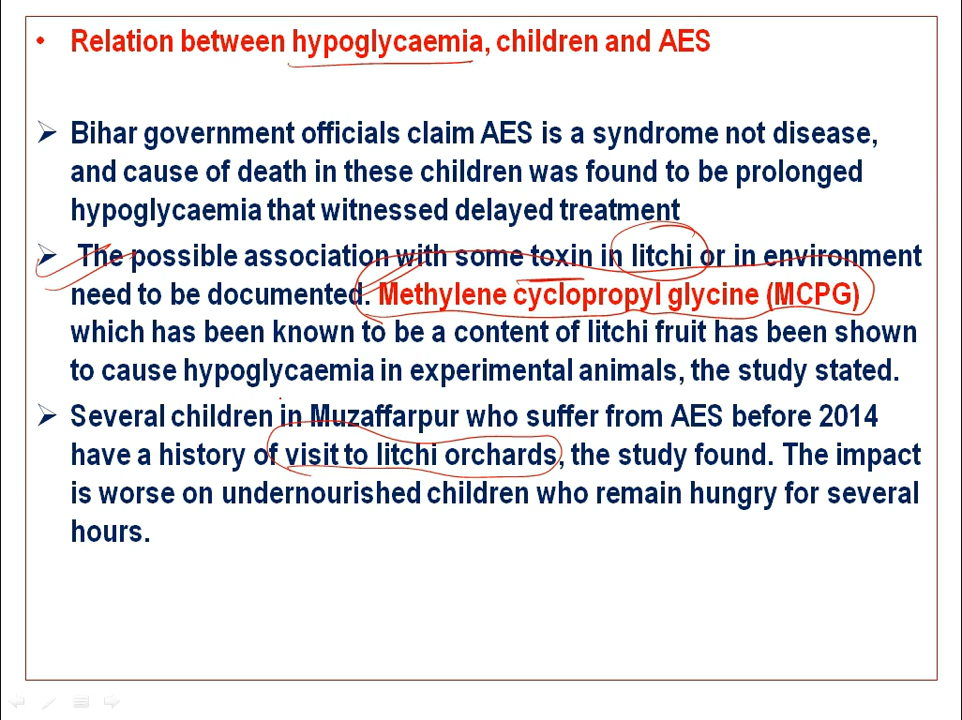 • Relation between hypoglycaemia, children and AES
➢ Bihar government officials claim AES is a syndrome not disease,
and cause of death in these children was found to be prolonged
hypoglycaemia that witnessed delayed treatment
➢ The possible association with some toxin in litchi or in environment
need to be documented. Methylene cyclopropyl glycine (MCPG)
which has been known to be a content of litchi fruit has been shown
to cause hypoglycaemia in experimental animals, the study stated.
➢ Several children in Muzaffarpur who suffer from AES before 2014
have a history of visit to litchi orchards, the study found. The impact
is worse on undernourished children who remain hungry for several
hours.